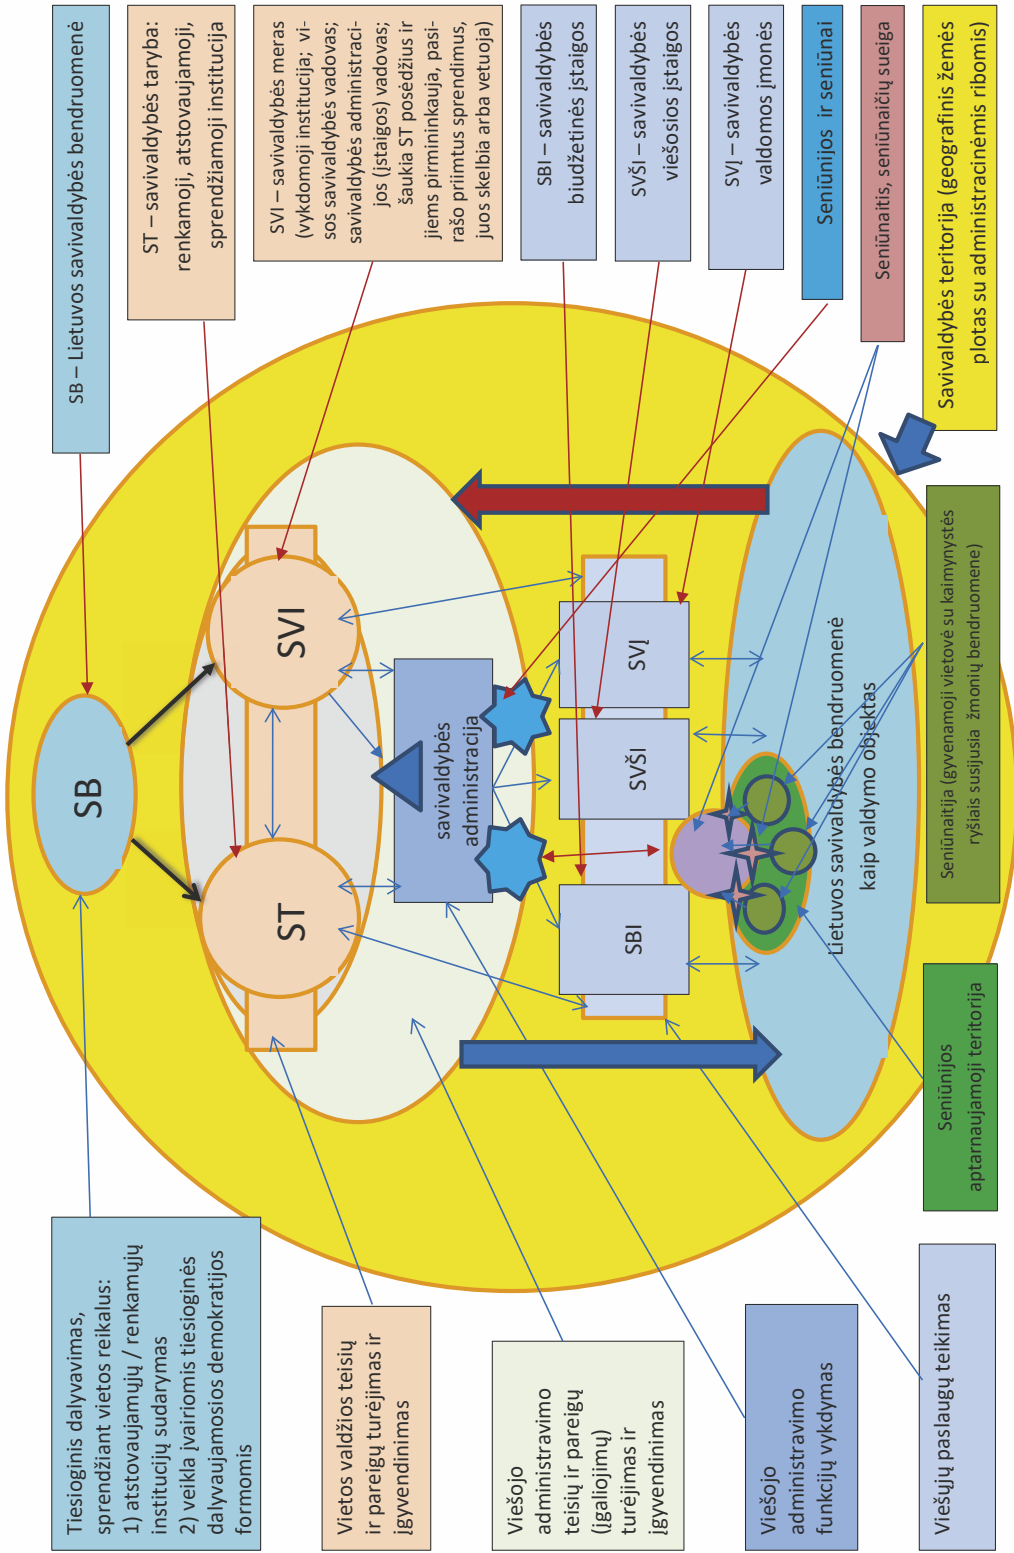 Tiesioginis dalyvavimas,
sprendžiant vietos reikalus:
1) atstovaujamųjų / renkamųjų
institucijų sudarymas
2) veikla įvairiomis tiesioginės
dalyvaujamosios demokratijos
formomis
Vietos valdžios teisių
ir pareigų turėjimas ir
įgyvendinimas
Viešojo
administravimo
teisių ir pareigų
(įgaliojimų)
turėjimas ir
įgyvendinimas
Viešojo
administravimo
funkcijų vykdymas
Viešųjų paslaugų teikimas
SB
ST
SVI
savivaldybės
administracija
SBI
SVŠI
SVĮ
Lietuvos savivaldybės bendruomenė
kaip valdymo objektas
Seniūnijos
aptarnaujamoji teritorija
Seniūnaitija (gyvenamoji vietovė su kaimynystės
ryšiais susijusia žmonių bendruomene)
SB – Lietuvos savivaldybės bendruomenė
ST – savivaldybės taryba:
renkamoji, atstovaujamoji,
sprendžiamoji institucija
SVI – savivaldybės meras
(vykdomoji institucija; vi-
sos savivaldybės vadovas;
savivaldybės administraci-
jos (įstaigos) vadovas;
šaukia ST posėdžius ir
jiems pirmininkauja, pasi-
rašo priimtus sprendimus,
juos skelbia arba vetuoja)
SBI – savivaldybės
biudžetinės įstaigos
SVŠI – savivaldybės
viešosios įstaigos
SVĮ – savivaldybės
valdomos įmonės
Seniūnijos ir seniūnai
Seniūnaitis, seniūnaičių sueiga
Savivaldybės teritorija (geografinis žemės
plotas su administracinėmis ribomis)